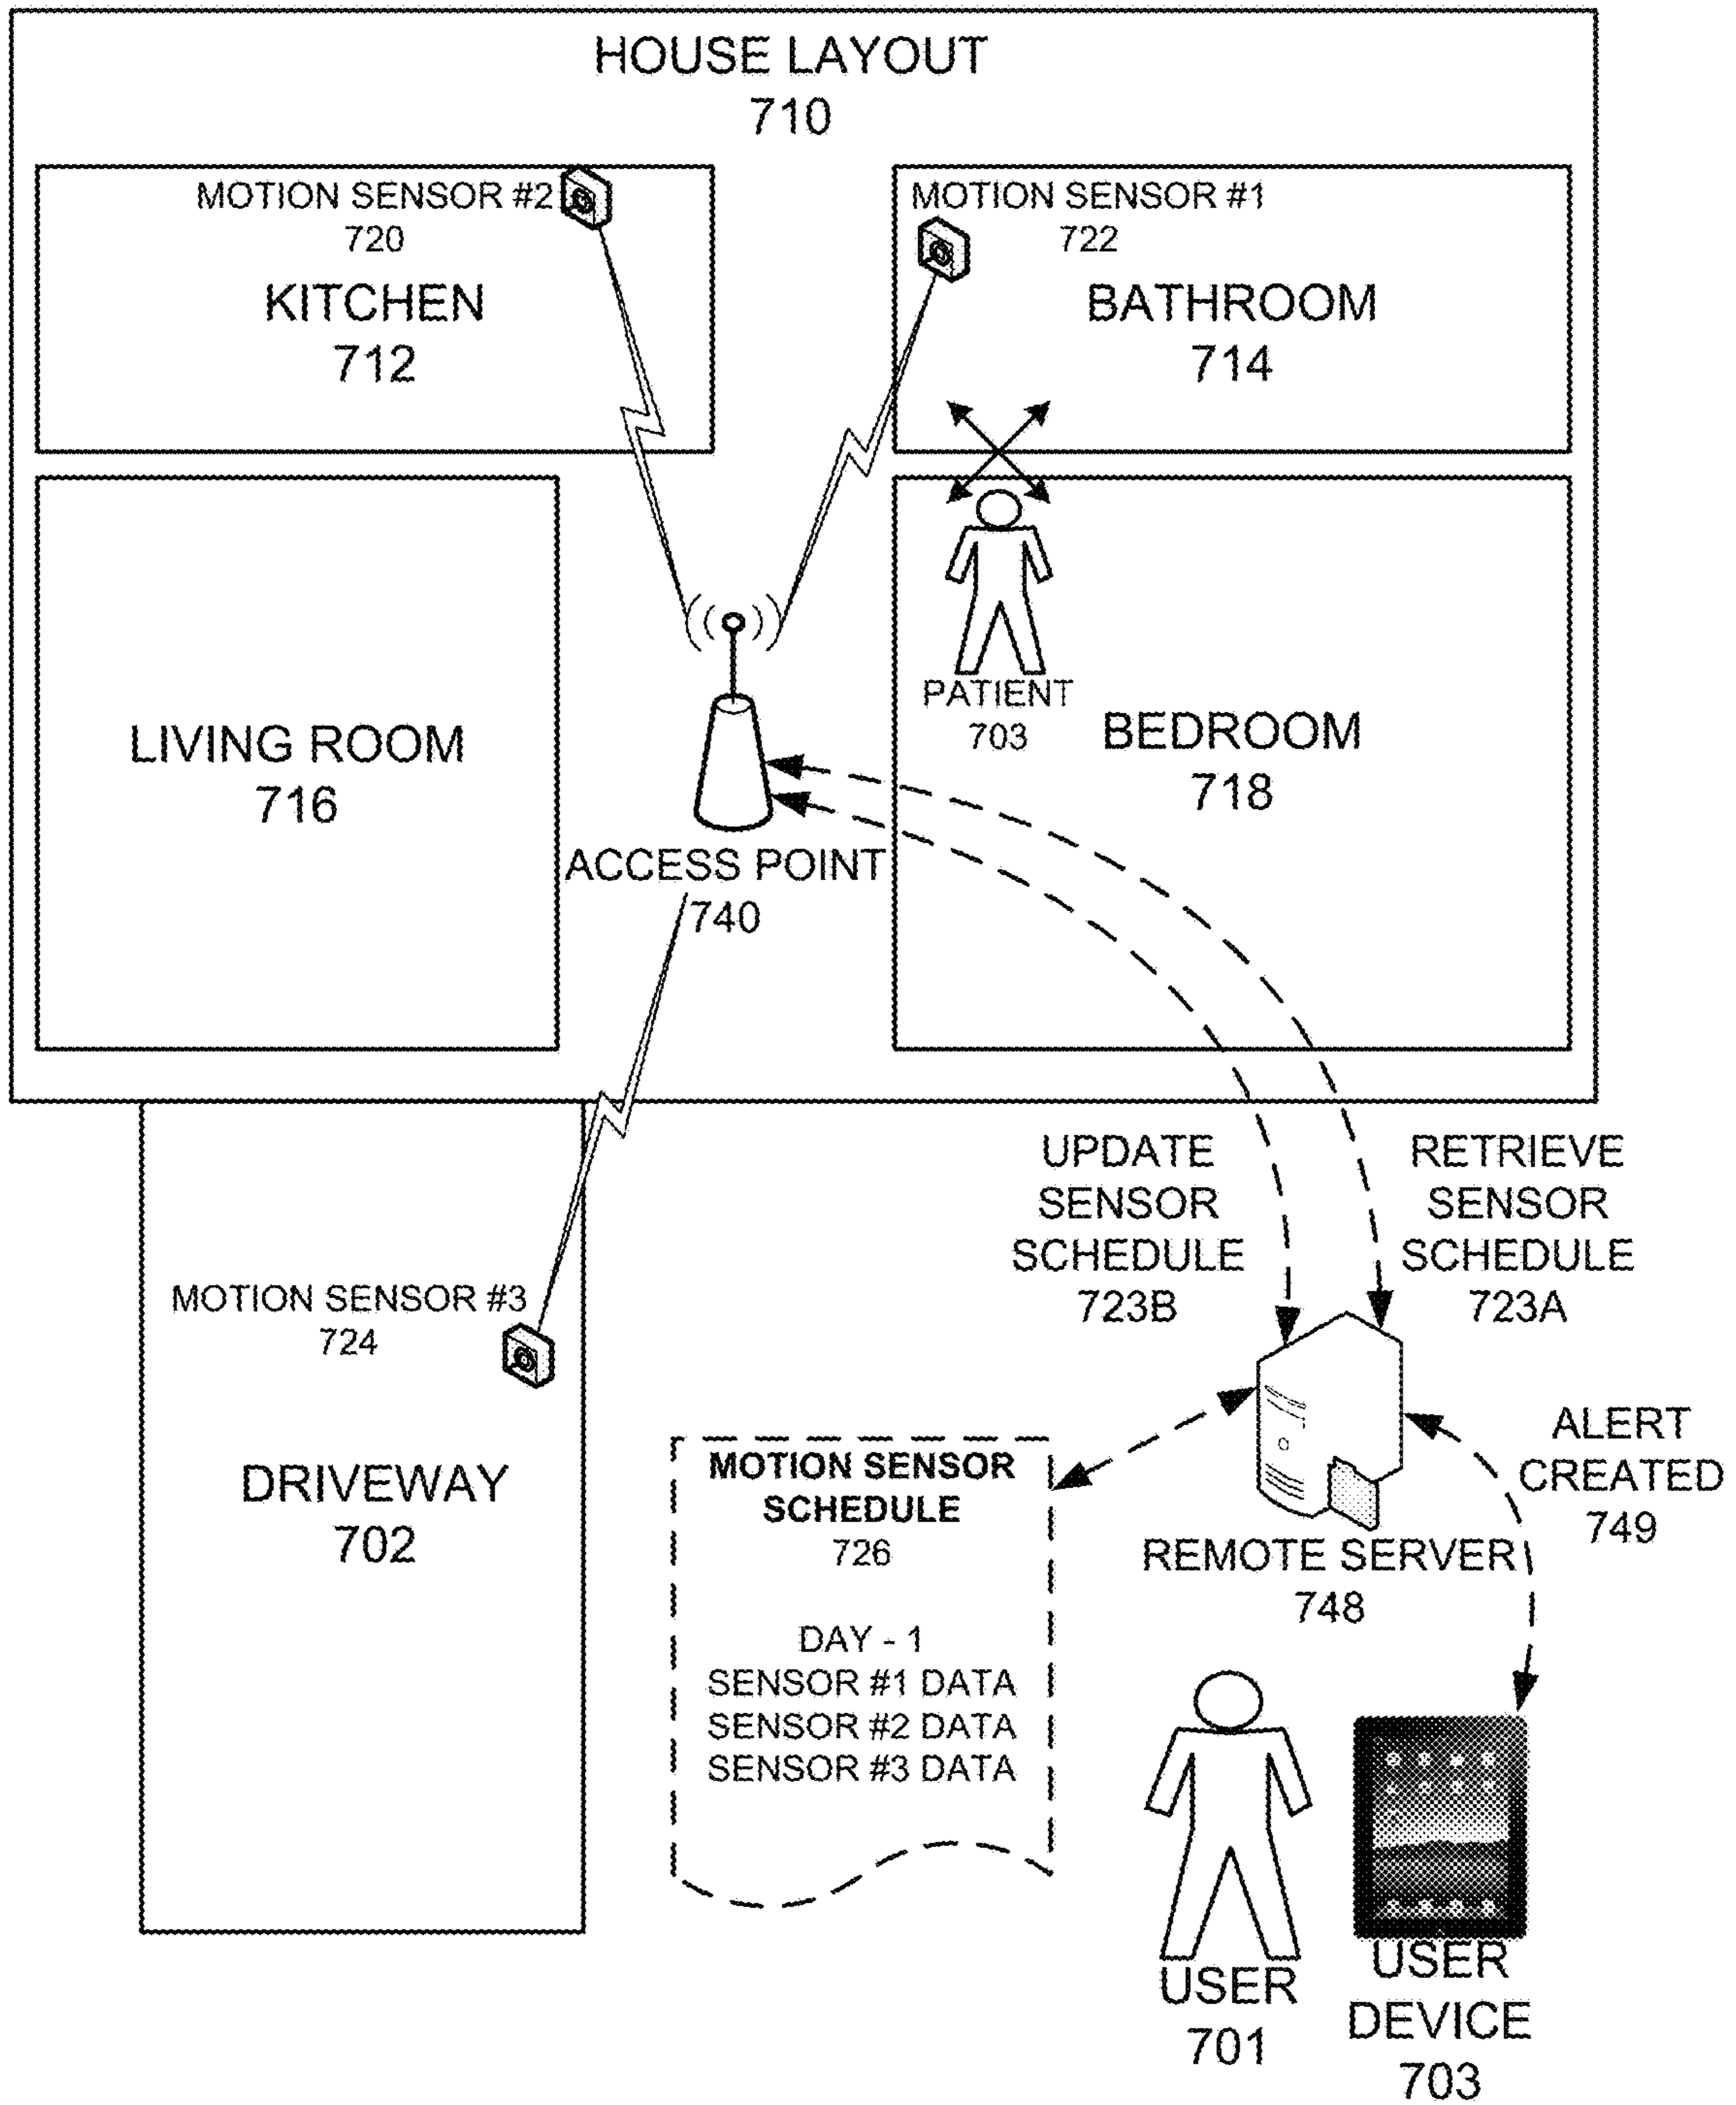 HOUSE LAYOUT
710
MOTION SENSOR #2
720
KITCHEN
712
MOTION SENSOR #1
722
BATHROOM
714
LIVING ROOM
716
PATIENT
703
BEDROOM
718
ACCESS POINT
740
UPDATE
SENSOR
SCHEDULE
723B
RETRIEVE
SENSOR
SCHEDULE
723A
MOTION SENSOR #3
724
DRIVEWAY
702
MOTION SENSOR
SCHEDULE
726
DAY - 1
SENSOR #1 DATA
SENSOR #2 DATA
SENSOR #3 DATA
ALERT
CREATED
749
REMOTE SERVER
748
USER
701
USER
DEVICE
703